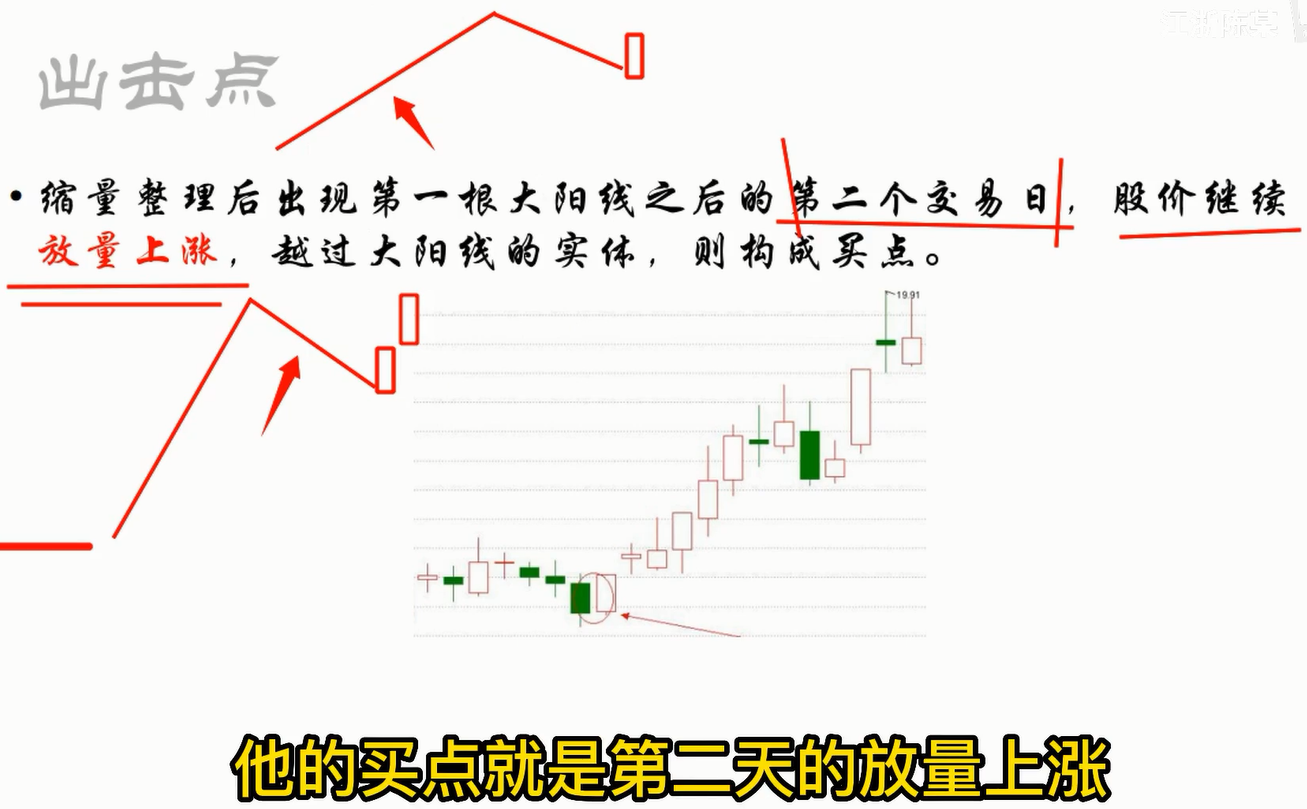 出击点
• 缩量整理后出现第一根大阳线之后的第二个交易日，股价继续
放量上涨，越过大阳线的实体，则构成买点。
19.91
他的买点就是第二天的放量上涨